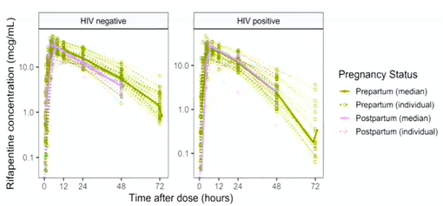 HIV negative
HIV positive
Rifapentine concentration (mcg/mL)
10.0
1.0
0.1
0 12 24 48 72
10.0
1.0
0.1
0 12 24 48 72
Time after dose (hours)
Pregnancy Status
Prepartum (median)
Prepartum (individual)
Postpartum (median)
Postpartum (individual)